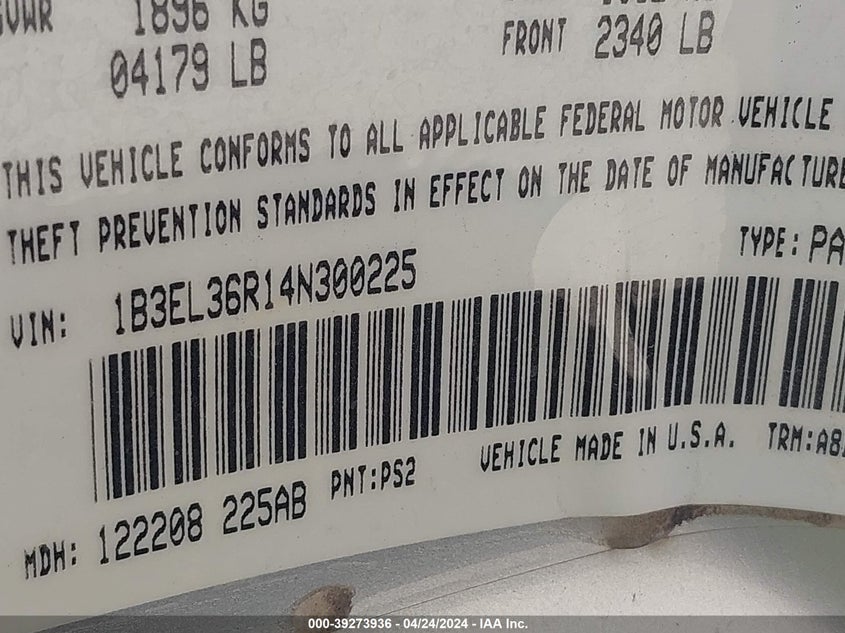 GVWR 1896 KG
04179 LB
FRONT 2340 LB
THIS VEHICLE CONFORMS TO ALL APPLICABLE FEDERAL MOTOR VEHICLE
THEFT PREVENTION STANDARDS IN EFFECT ON THE DATE OF MANUFACTURE
TYPE: PA
VIN: 1B3EL36R14N300225
VEHICLE MADE IN U.S.A. TRM:A8
MDH: 122208 225AB PNT:PS2
000-39273936 - 04/24/2024 - IAA Inc.